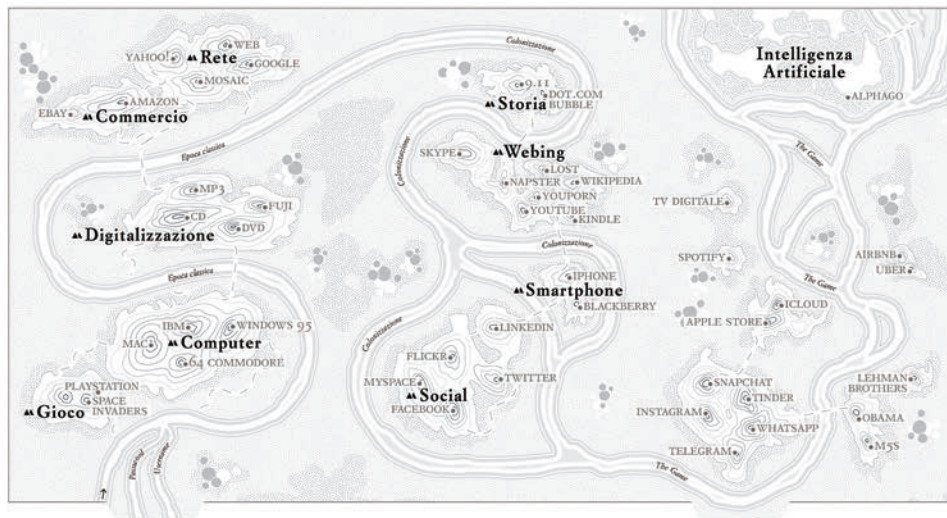 YAHOO!
WEB
Rete
GOOGLE
MOSAIC
AMAZON
EBAY
Commercio
Epoca classica
MP3
CD
FUJI
DVD
Digitalizzazione
Epoca classica
IBM
WINDOWS 95
MAC
Computer
64 COMMODORE
PLAYSTATION
SPACE
INVADERS
Gioco
Password
Username
Colonizzazione
9.11
DOT.COM
BUBBLE
Storia
Colonizzazione
SKYPE
Webing
LOST
NAPSTER
WIKIPEDIA
YOUPORN
YOUTUBE
KINDLE
Colonizzazione
IPHONE
Smartphone
BLACKBERRY
Colonizzazione
LINKEDIN
FLICKR
MYSPACE
TWITTER
Social
FACEBOOK
Intelligenza
Artificiale
ALPHAGO
The Game
TV DIGITALE
SPOTIFY
AIRBNB
UBER
The Game
ICLOUD
APPLE STORE
SNAPCHAT
TINDER
INSTAGRAM
WHATSAPP
TELEGRAM
LEHMAN
BROTHERS
OBAMA
M5S
The Game